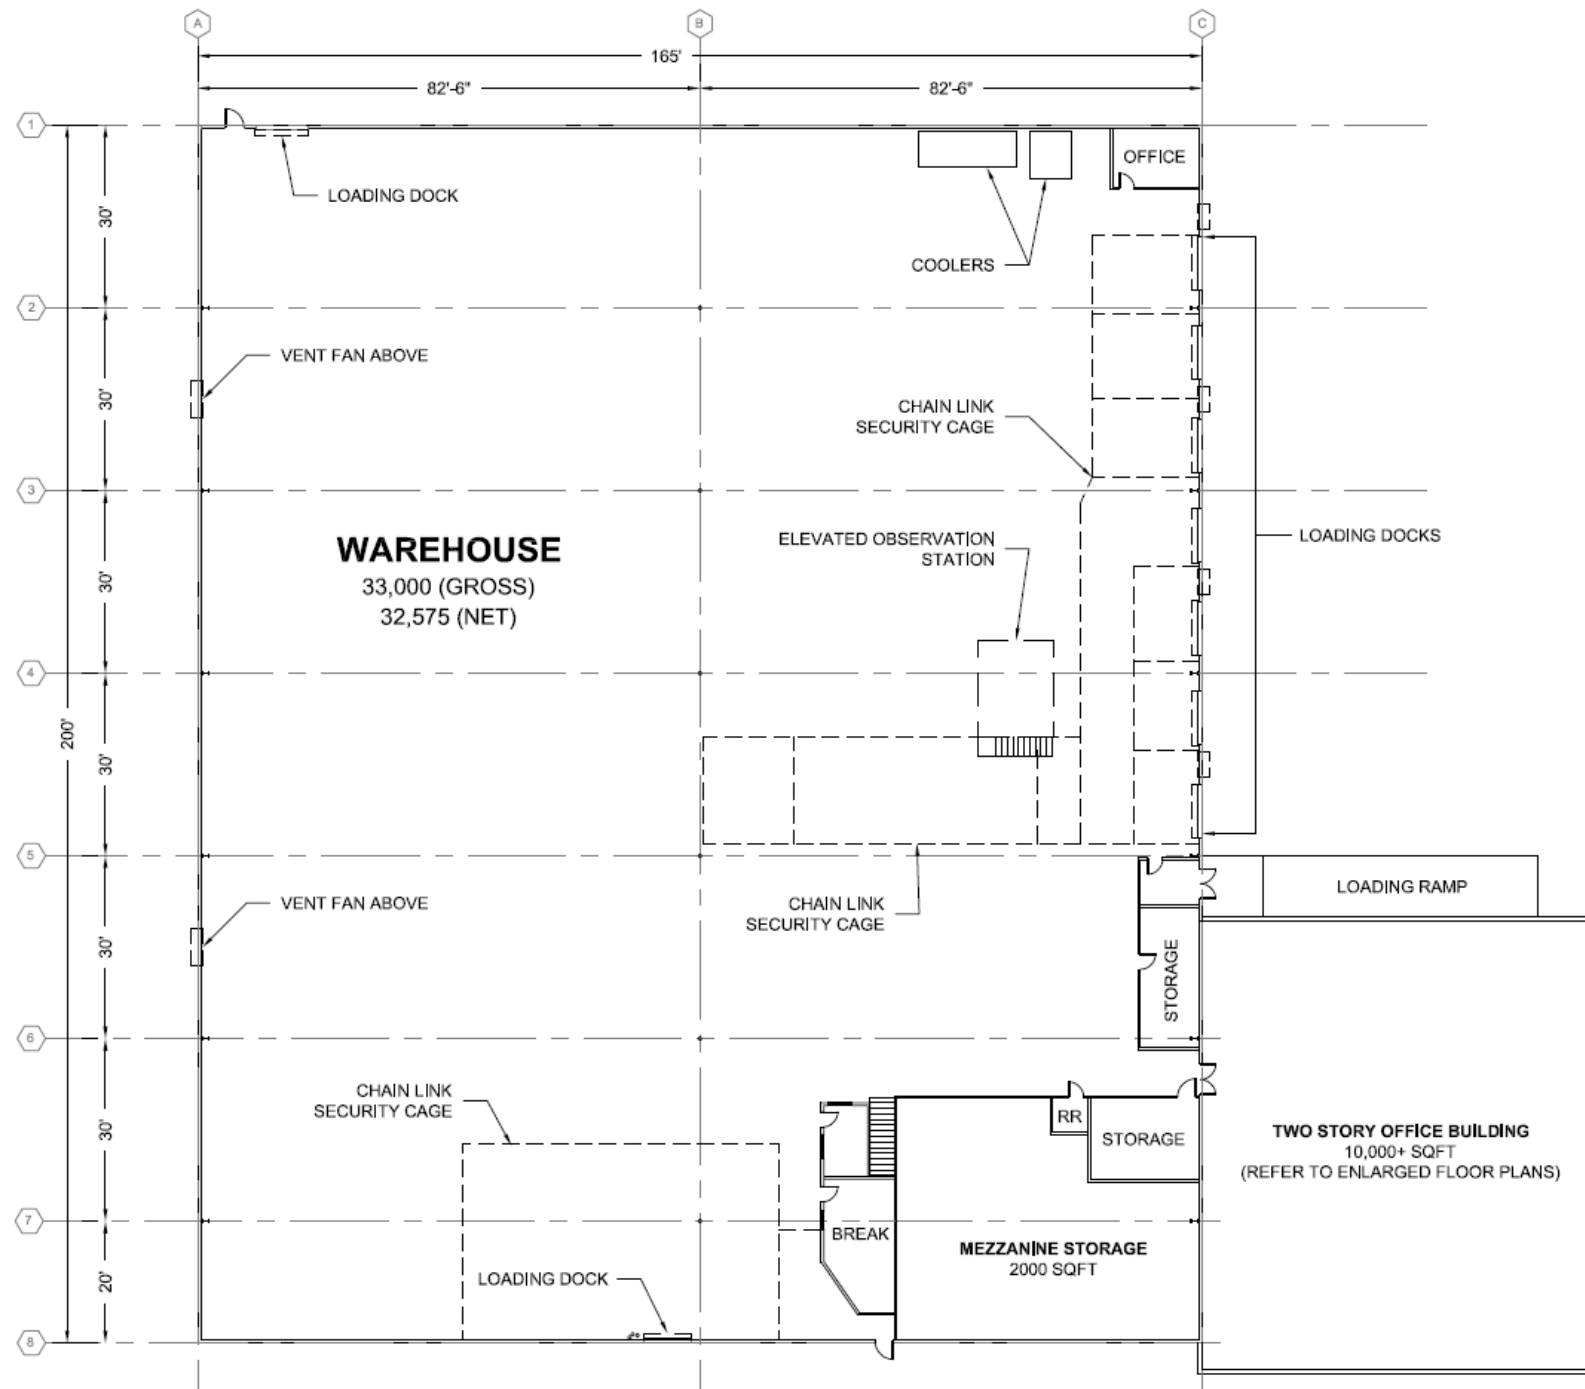 A
B
C
165'
82'-6"
82'-6"
1
OFFICE
LOADING DOCK
30'
COOLERS
2
VENT FAN ABOVE
30'
CHAIN LINK
SECURITY CAGE
3
WAREHOUSE
33,000 (GROSS)
32,575 (NET)
ELEVATED OBSERVATION
STATION
LOADING DOCKS
30'
4
200'
30'
5
LOADING RAMP
VENT FAN ABOVE
CHAIN LINK
SECURITY CAGE
30'
STORAGE
6
CHAIN LINK
SECURITY CAGE
30'
RR
STORAGE
TWO STORY OFFICE BUILDING
10,000+ SQFT
(REFER TO ENLARGED FLOOR PLANS)
7
BREAK
MEZZANINE STORAGE
2000 SQFT
LOADING DOCK
20'
8